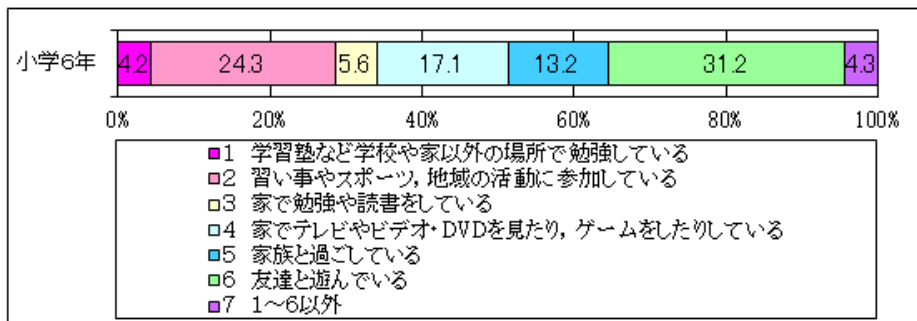 小学6年 4.2 24.3 5.6 17.1 13.2 31.2 4.3
0% 20% 40% 60% 80% 100%
1 学習塾など学校や家以外の場所で勉強している
2 習い事やスポーツ，地域の活動に参加している
3 家で勉強や読書をしている
4 家でテレビやビデオ・DVDを見たり，ゲームをしたりしている
5 家族と過ごしている
6 友達と遊んでいる
7 1～6以外